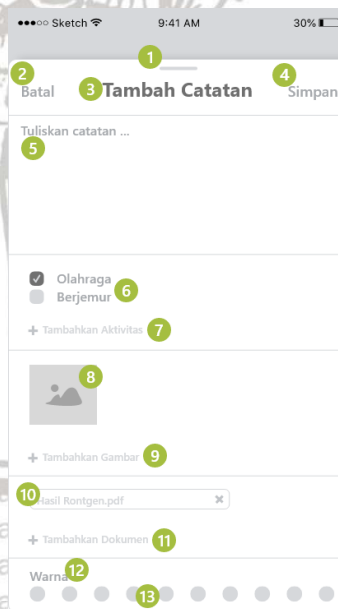 Sketch 9:41 AM 30%
1
2 4
Batal 3 Tambah Catatan Simpan
Tuliskan catatan ...
5
Olahraga
6
Berjemur
+ Tambahkan Aktivitas 7
8
+ Tambahkan Gambar 9
10 Hasil Rontgen.pdf ×
+ Tambahkan Dokumen 11
12
Warna
13